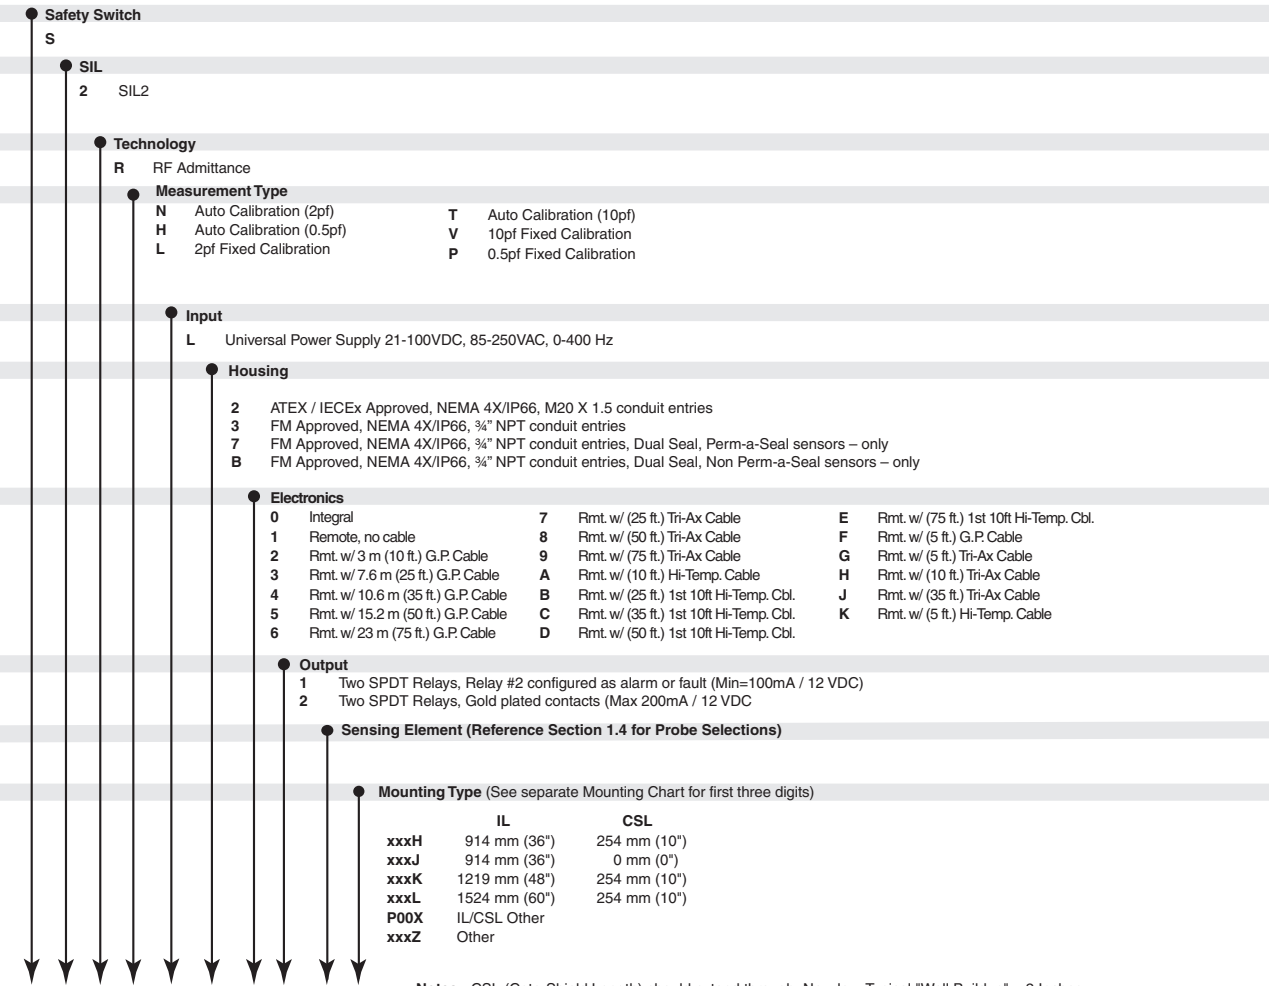 Safety Switch
S
SIL
2 SIL2
Technology
R RF Admittance
Measurement Type
N Auto Calibration (2pf)
H Auto Calibration (0.5pf)
L 2pf Fixed Calibration
T Auto Calibration (10pf)
V 10pf Fixed Calibration
P 0.5pf Fixed Calibration
Input
L Universal Power Supply 21-100VDC, 85-250VAC, 0-400 Hz
Housing
2 ATEX / IECEx Approved, NEMA 4X/IP66, M20 X 1.5 conduit entries
3 FM Approved, NEMA 4X/IP66, ¾” NPT conduit entries
7 FM Approved, NEMA 4X/IP66, ¾” NPT conduit entries, Dual Seal, Perm-a-Seal sensors – only
B FM Approved, NEMA 4X/IP66, ¾” NPT conduit entries, Dual Seal, Non Perm-a-Seal sensors – only
Electronics
0 Integral
1 Remote, no cable
2 Rmt. w/ 3 m (10 ft.) G.P. Cable
3 Rmt. w/ 7.6 m (25 ft.) G.P. Cable
4 Rmt. w/ 10.6 m (35 ft.) G.P. Cable
5 Rmt. w/ 15.2 m (50 ft.) G.P. Cable
6 Rmt. w/ 23 m (75 ft.) G.P. Cable
7 Rmt. w/ (25 ft.) Tri-Ax Cable
8 Rmt. w/ (50 ft.) Tri-Ax Cable
9 Rmt. w/ (75 ft.) Tri-Ax Cable
A Rmt. w/ (10 ft.) Hi-Temp. Cable
B Rmt. w/ (25 ft.) 1st 10ft Hi-Temp. Cbl.
C Rmt. w/ (35 ft.) 1st 10ft Hi-Temp. Cbl.
D Rmt. w/ (50 ft.) 1st 10ft Hi-Temp. Cbl.
E Rmt. w/ (75 ft.) 1st 10ft Hi-Temp. Cbl.
F Rmt. w/ (5 ft.) G.P. Cable
G Rmt. w/ (5 ft.) Tri-Ax Cable
H Rmt. w/ (10 ft.) Tri-Ax Cable
J Rmt. w/ (35 ft.) Tri-Ax Cable
K Rmt. w/ (5 ft.) Hi-Temp. Cable
Output
1 Two SPDT Relays, Relay #2 configured as alarm or fault (Min=100mA / 12 VDC)
2 Two SPDT Relays, Gold plated contacts (Max 200mA / 12 VDC
Sensing Element (Reference Section 1.4 for Probe Selections)
Mounting Type (See separate Mounting Chart for first three digits)
IL CSL
xxxH 914 mm (36") 254 mm (10")
xxxJ 914 mm (36") 0 mm (0")
xxxK 1219 mm (48") 254 mm (10")
xxxL 1524 mm (60") 254 mm (10")
P00X IL/CSL Other
xxxZ Other